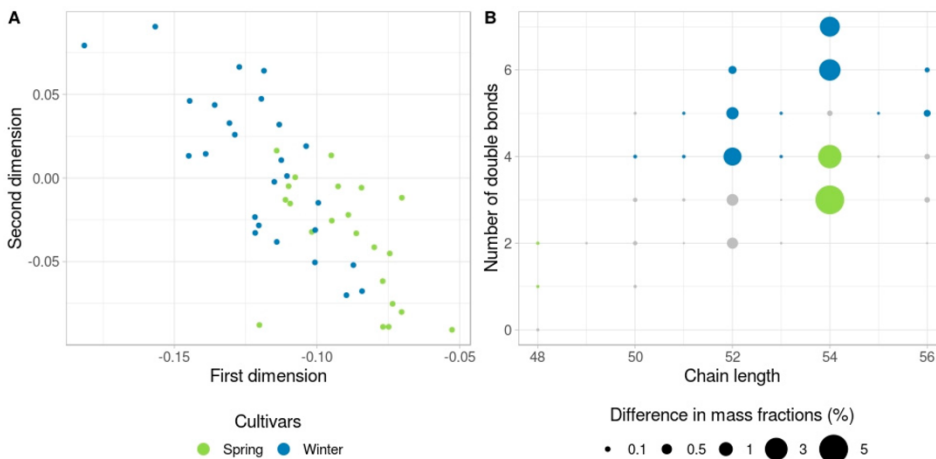 A
B
Second dimension
0.05
0.00
-0.05
-0.15
-0.10
-0.05
First dimension
Number of double bonds
6
4
2
0
48
50
52
54
56
Chain length
Cultivars
Spring
Winter
Difference in mass fractions (%)
0.1
0.5
1
3
5